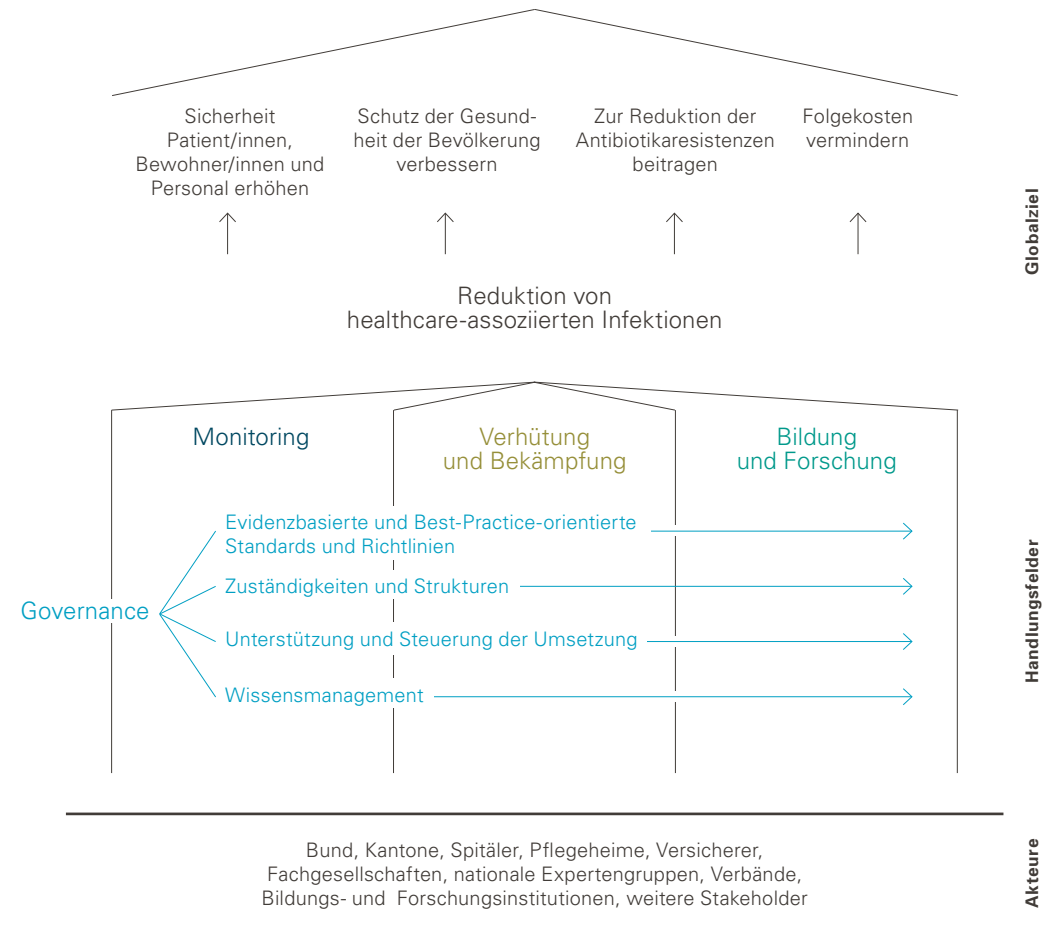 Sicherheit
Patient/innen,
Bewohner/innen und
Personal erhöhen
Schutz der Gesund-
heit der Bevölkerung
verbessern
Zur Reduktion der
Antibiotikaresistenzen
beitragen
Folgekosten
vermindern
Globalziel
Reduktion von
healthcare-assoziierten Infektionen
Monitoring
Verhütung
und Bekämpfung
Bildung
und Forschung
Governance
Evidenzbasierte und Best-Practice-orientierte
Standards und Richtlinien
Zuständigkeiten und Strukturen
Unterstützung und Steuerung der Umsetzung
Wissensmanagement
Handlungsfelder
Bund, Kantone, Spitäler, Pflegeheime, Versicherer,
Fachgesellschaften, nationale Expertengruppen, Verbände,
Bildungs- und Forschungsinstitutionen, weitere Stakeholder
Akteure